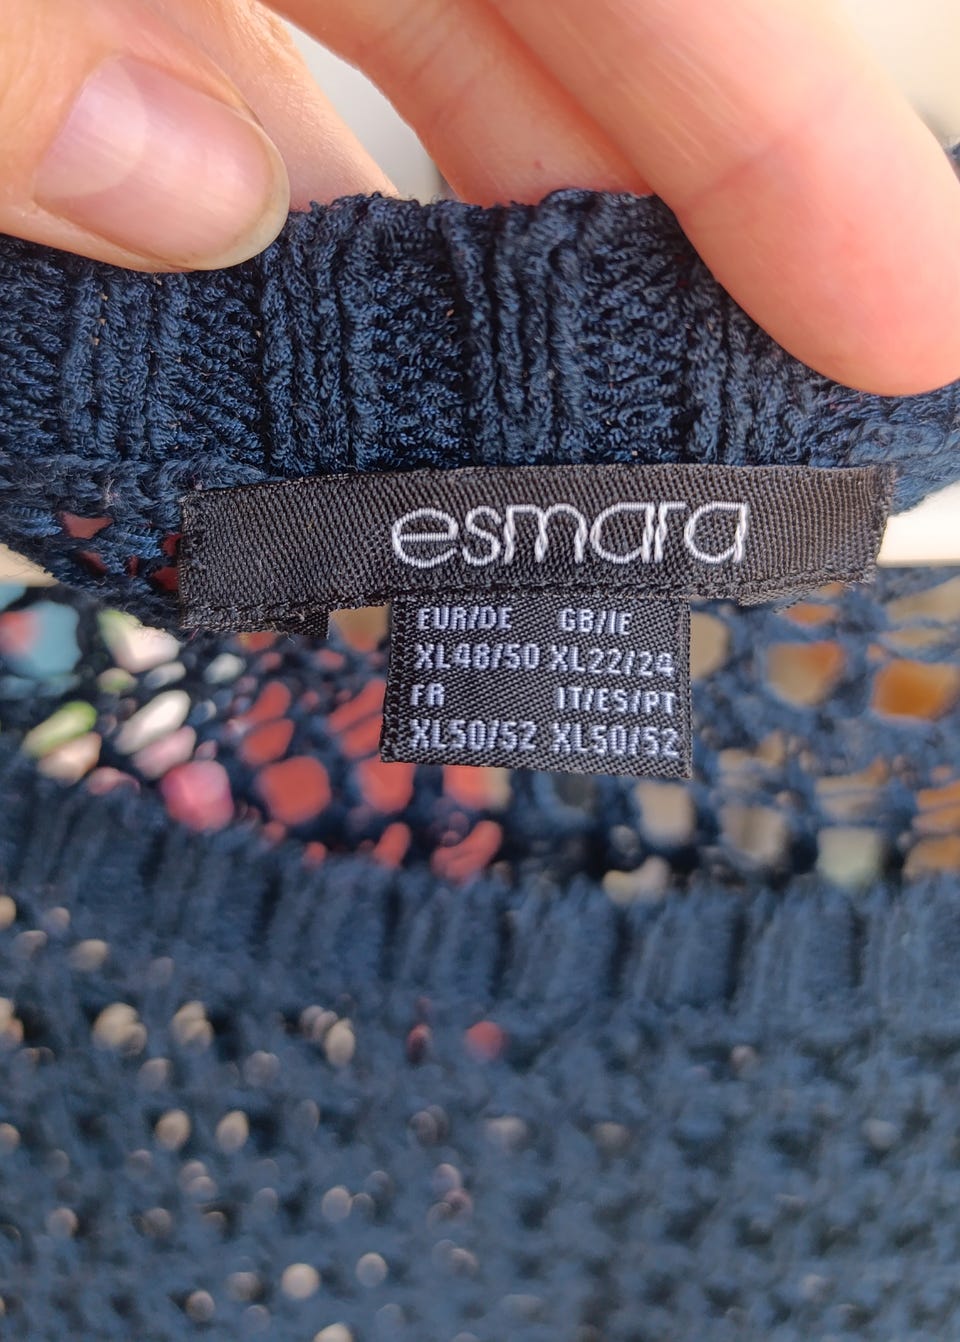 esmara
EUR/DE GB/IE
XL48/50 XL22/24
FR IT/ES/PT
XL50/52 XL50/52